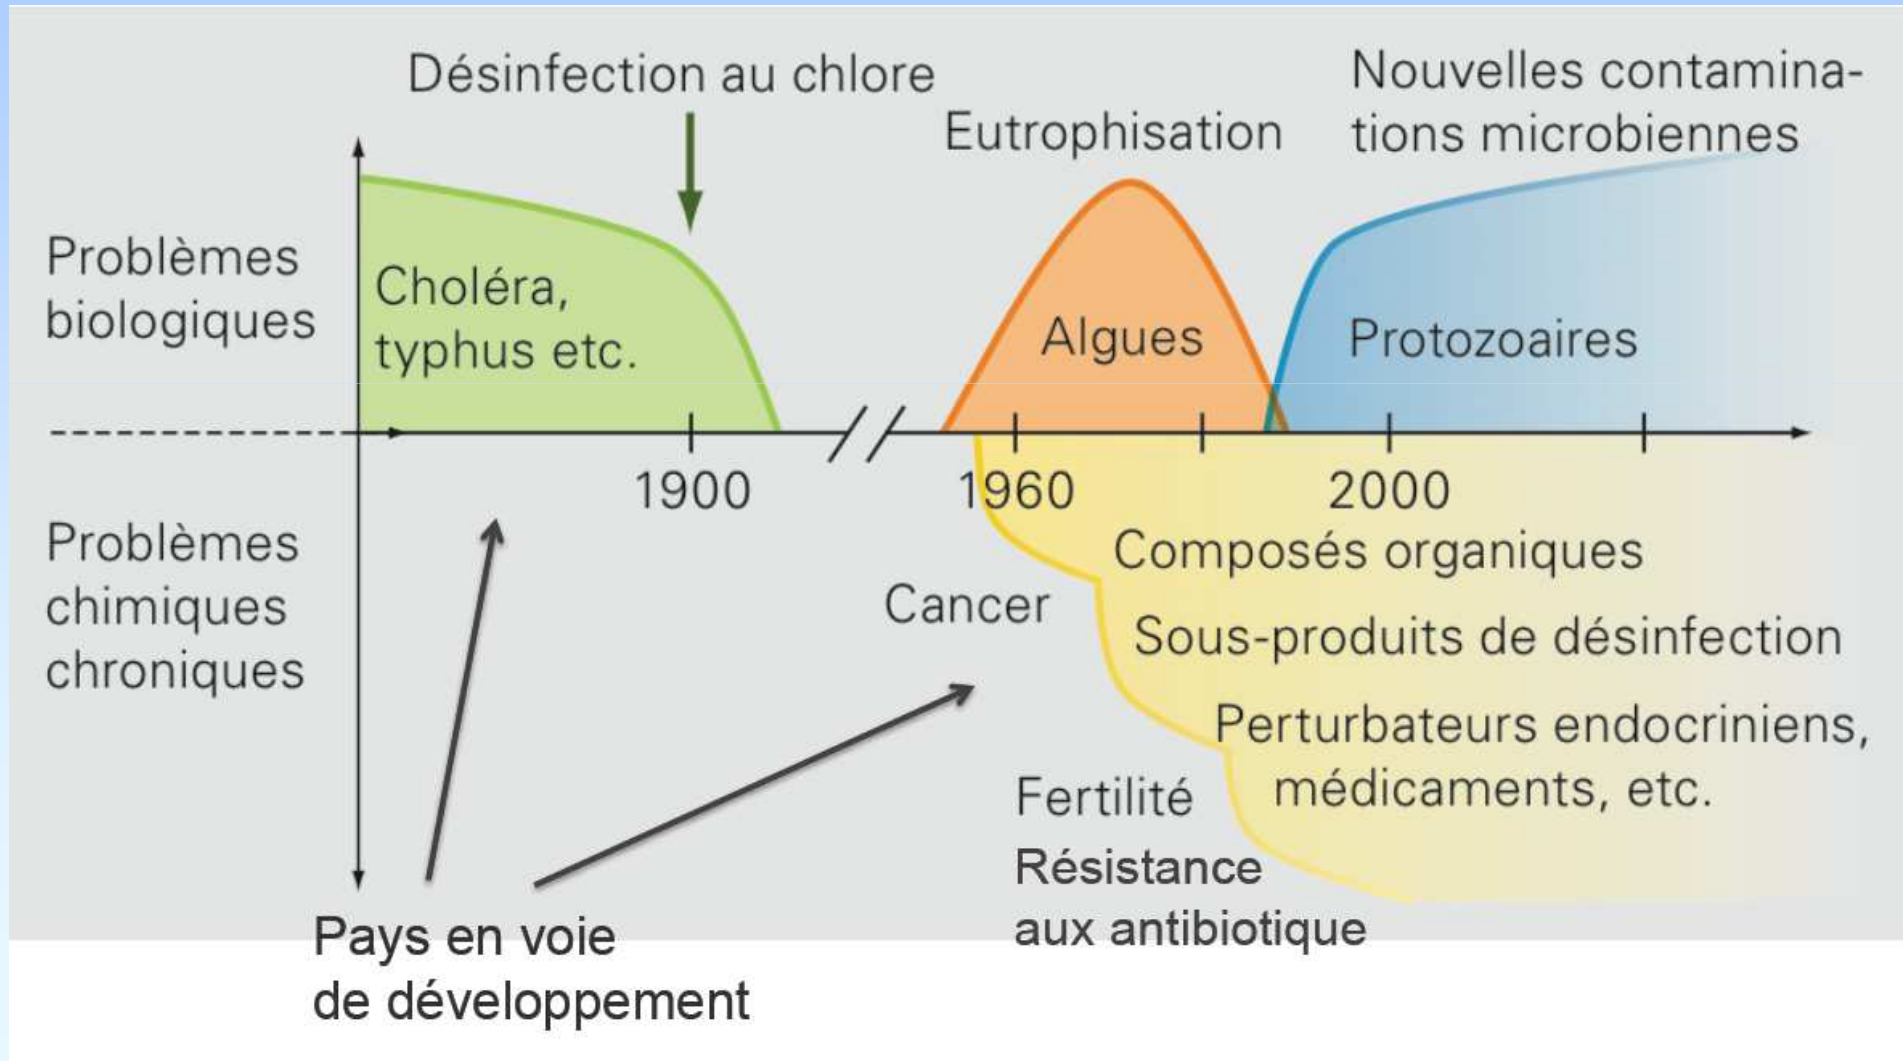 Désinfection au chlore
Nouvelles contamina-
tions microbiennes
Eutrophisation
Problèmes
biologiques
Choléra,
typhus etc.
Algues
Protozoaires
1900
1960
2000
Problèmes
chimiques
chroniques
Composés organiques
Cancer
Sous-produits de désinfection
Perturbateurs endocriniens,
médicaments, etc.
Fertilité
Résistance
aux antibiotique
Pays en voie
de développement